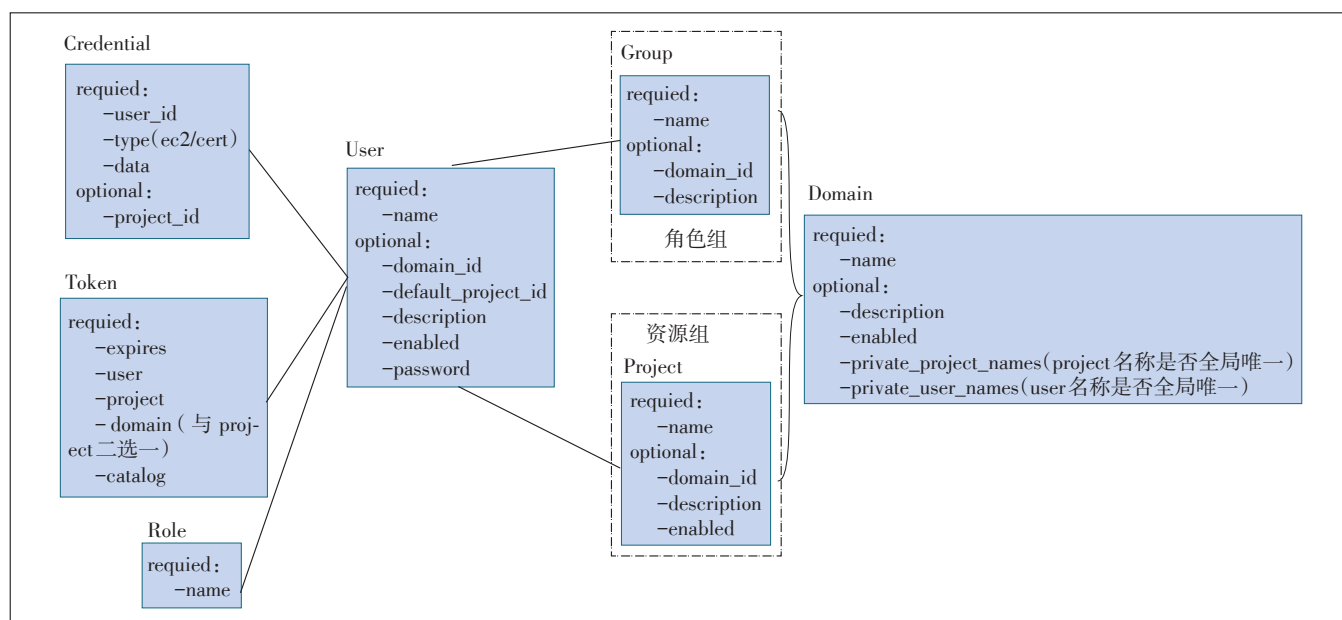 Credential
requied：
-user_id
-type(ec2/cert)
-data
optional：
-project_id
Token
requied：
-expires
-user
-project
-domain（与 proj-
ect二选一）
-catalog
Role
requied：
-name
User
requied：
-name
optional：
-domain_id
-default_project_id
-description
-enabled
-password
Group
requied：
-name
optional：
-domain_id
-description
角色组
资源组
Project
requied：
-name
optional：
-domain_id
-description
-enabled
Domain
requied：
-name
optional：
-description
-enabled
-private_project_names(project名称是否全局唯一)
-private_user_names(user名称是否全局唯一)